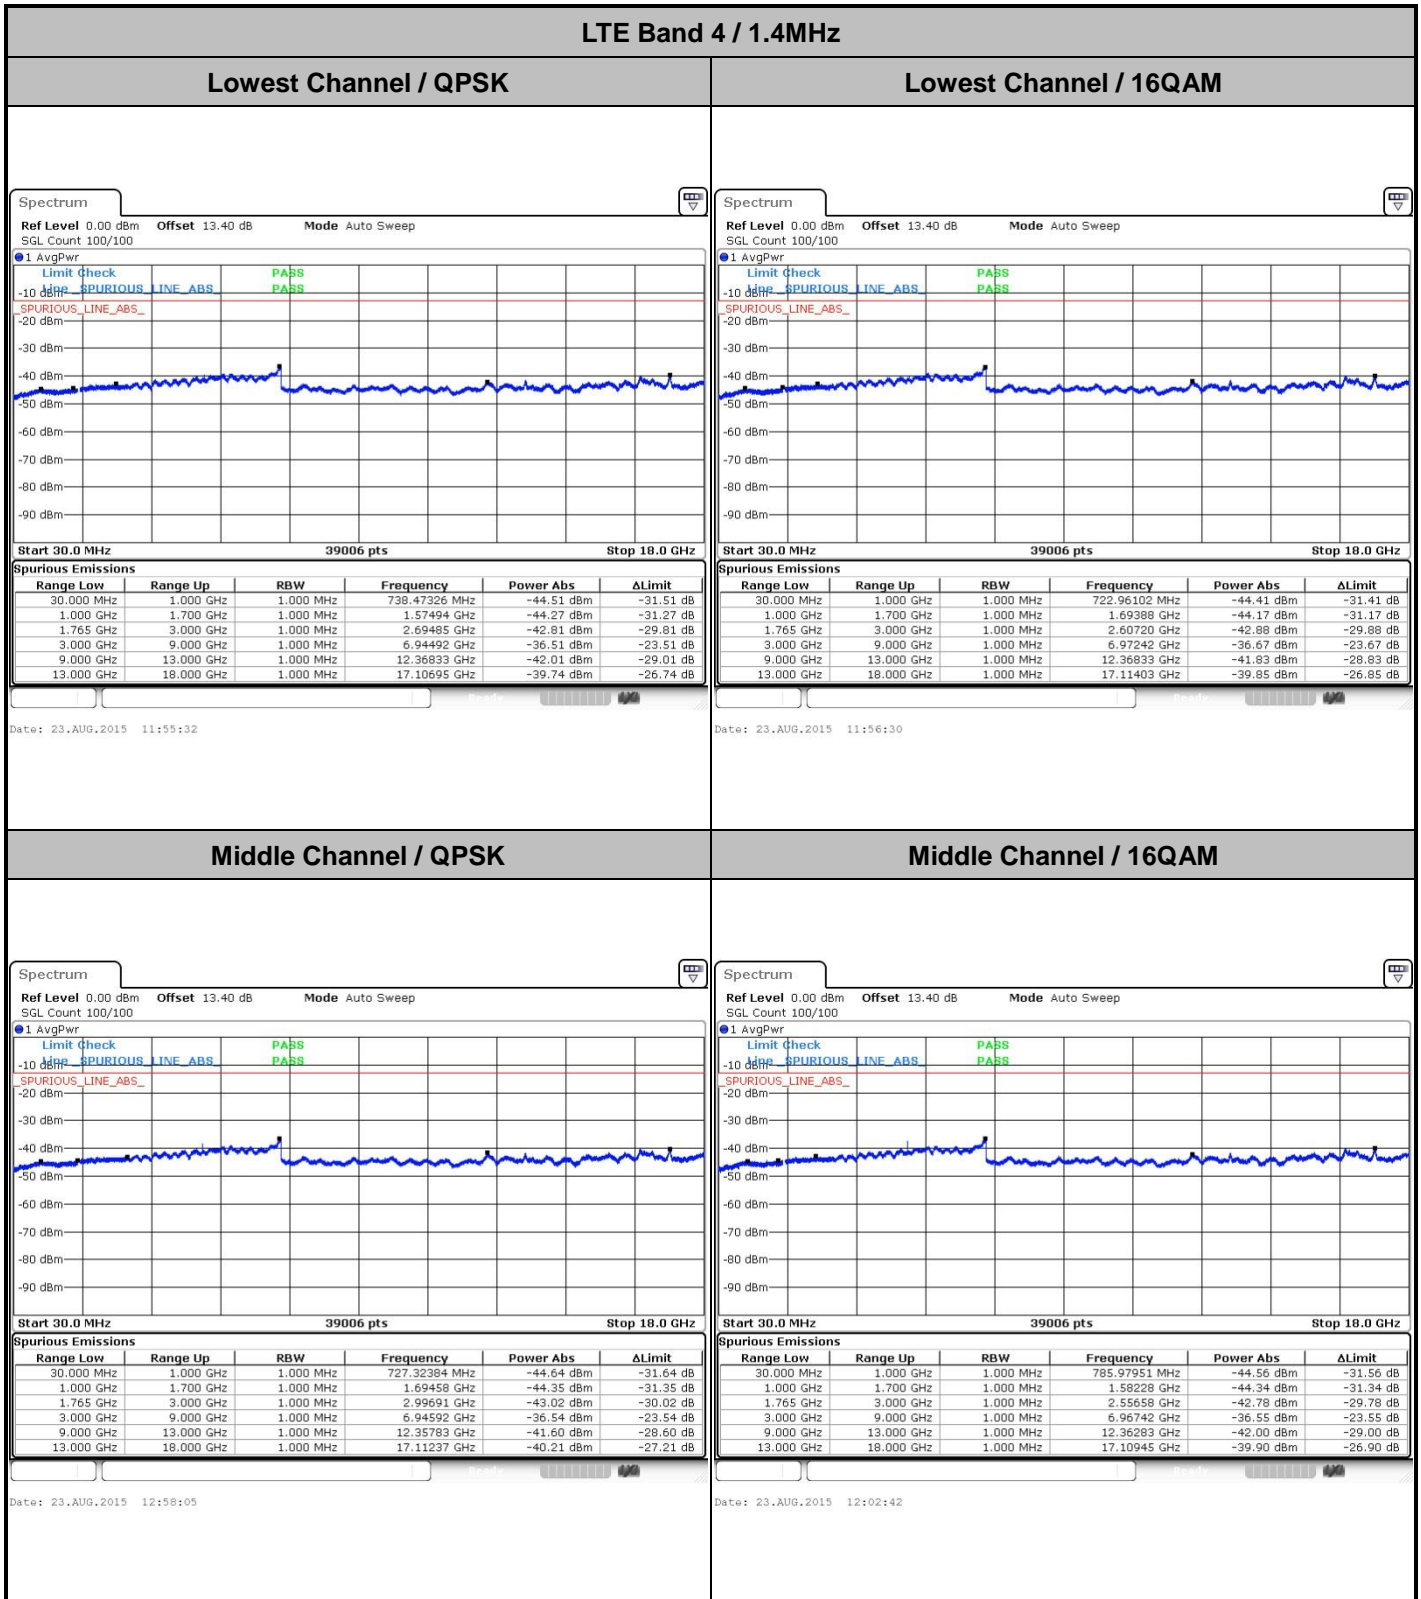 LTE Band 4 / 1.4MHz
Lowest Channel / QPSK
Lowest Channel / 16QAM
Spectrum
Ref Level 0.00 dBm Offset 13.40 dB Mode Auto Sweep
SGL Count 100/100
1 AvgPwr
Limit Check PASS
Line _SPURIOUS_LINE_ABS_ PASS
-10 dBm
_SPURIOUS_LINE_ABS_
-20 dBm
-30 dBm
-40 dBm
-50 dBm
-60 dBm
-70 dBm
-80 dBm
-90 dBm
Start 30.0 MHz 39006 pts Stop 18.0 GHz
Spurious Emissions
Range Low Range Up RBW Frequency Power Abs ΔLimit
30.000 MHz 1.000 GHz 1.000 MHz 738.47326 MHz -44.51 dBm -31.51 dB
1.000 GHz 1.700 GHz 1.000 MHz 1.57494 GHz -44.27 dBm -31.27 dB
1.765 GHz 3.000 GHz 1.000 MHz 2.69485 GHz -42.81 dBm -29.81 dB
3.000 GHz 9.000 GHz 1.000 MHz 6.94492 GHz -36.51 dBm -23.51 dB
9.000 GHz 13.000 GHz 1.000 MHz 12.36833 GHz -42.01 dBm -29.01 dB
13.000 GHz 18.000 GHz 1.000 MHz 17.10695 GHz -39.74 dBm -26.74 dB
Ready
Date: 23.AUG.2015 11:55:32
Spectrum
Ref Level 0.00 dBm Offset 13.40 dB Mode Auto Sweep
SGL Count 100/100
1 AvgPwr
Limit Check PASS
Line _SPURIOUS_LINE_ABS_ PASS
-10 dBm
_SPURIOUS_LINE_ABS_
-20 dBm
-30 dBm
-40 dBm
-50 dBm
-60 dBm
-70 dBm
-80 dBm
-90 dBm
Start 30.0 MHz 39006 pts Stop 18.0 GHz
Spurious Emissions
Range Low Range Up RBW Frequency Power Abs ΔLimit
30.000 MHz 1.000 GHz 1.000 MHz 722.96102 MHz -44.41 dBm -31.41 dB
1.000 GHz 1.700 GHz 1.000 MHz 1.69388 GHz -44.17 dBm -31.17 dB
1.765 GHz 3.000 GHz 1.000 MHz 2.60720 GHz -42.88 dBm -29.88 dB
3.000 GHz 9.000 GHz 1.000 MHz 6.97242 GHz -36.67 dBm -23.67 dB
9.000 GHz 13.000 GHz 1.000 MHz 12.36833 GHz -41.83 dBm -28.83 dB
13.000 GHz 18.000 GHz 1.000 MHz 17.11403 GHz -39.85 dBm -26.85 dB
Ready
Date: 23.AUG.2015 11:56:30
Middle Channel / QPSK
Middle Channel / 16QAM
Spectrum
Ref Level 0.00 dBm Offset 13.40 dB Mode Auto Sweep
SGL Count 100/100
1 AvgPwr
Limit Check PASS
Line _SPURIOUS_LINE_ABS_ PASS
-10 dBm
_SPURIOUS_LINE_ABS_
-20 dBm
-30 dBm
-40 dBm
-50 dBm
-60 dBm
-70 dBm
-80 dBm
-90 dBm
Start 30.0 MHz 39006 pts Stop 18.0 GHz
Spurious Emissions
Range Low Range Up RBW Frequency Power Abs ΔLimit
30.000 MHz 1.000 GHz 1.000 MHz 727.32384 MHz -44.64 dBm -31.64 dB
1.000 GHz 1.700 GHz 1.000 MHz 1.69458 GHz -44.35 dBm -31.35 dB
1.765 GHz 3.000 GHz 1.000 MHz 2.99691 GHz -43.02 dBm -30.02 dB
3.000 GHz 9.000 GHz 1.000 MHz 6.94592 GHz -36.54 dBm -23.54 dB
9.000 GHz 13.000 GHz 1.000 MHz 12.35783 GHz -41.60 dBm -28.60 dB
13.000 GHz 18.000 GHz 1.000 MHz 17.11237 GHz -40.21 dBm -27.21 dB
Ready
Date: 23.AUG.2015 12:58:05
Spectrum
Ref Level 0.00 dBm Offset 13.40 dB Mode Auto Sweep
SGL Count 100/100
1 AvgPwr
Limit Check PASS
Line _SPURIOUS_LINE_ABS_ PASS
-10 dBm
_SPURIOUS_LINE_ABS_
-20 dBm
-30 dBm
-40 dBm
-50 dBm
-60 dBm
-70 dBm
-80 dBm
-90 dBm
Start 30.0 MHz 39006 pts Stop 18.0 GHz
Spurious Emissions
Range Low Range Up RBW Frequency Power Abs ΔLimit
30.000 MHz 1.000 GHz 1.000 MHz 785.97951 MHz -44.56 dBm -31.56 dB
1.000 GHz 1.700 GHz 1.000 MHz 1.58228 GHz -44.34 dBm -31.34 dB
1.765 GHz 3.000 GHz 1.000 MHz 2.55658 GHz -42.78 dBm -29.78 dB
3.000 GHz 9.000 GHz 1.000 MHz 6.96742 GHz -36.55 dBm -23.55 dB
9.000 GHz 13.000 GHz 1.000 MHz 12.36283 GHz -42.00 dBm -29.00 dB
13.000 GHz 18.000 GHz 1.000 MHz 17.10945 GHz -39.90 dBm -26.90 dB
Ready
Date: 23.AUG.2015 12:02:42